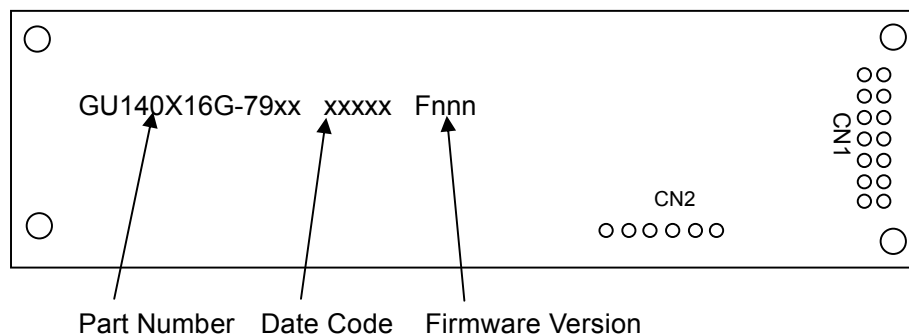 GU140X16G-79xx xxxxx Fnnn
CN1
CN2
Part Number Date Code Firmware Version